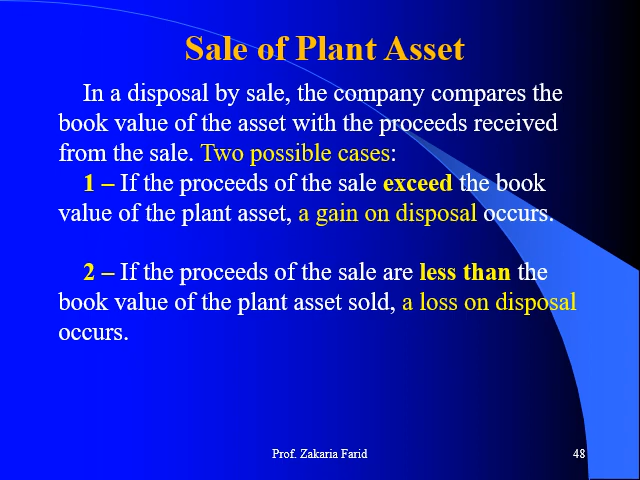 Sale of Plant Asset
In a disposal by sale, the company compares the
book value of the asset with the proceeds received
from the sale. Two possible cases:
1 – If the proceeds of the sale exceed the book
value of the plant asset, a gain on disposal occurs.
2 – If the proceeds of the sale are less than the
book value of the plant asset sold, a loss on disposal
occurs.
Prof. Zakaria Farid
48